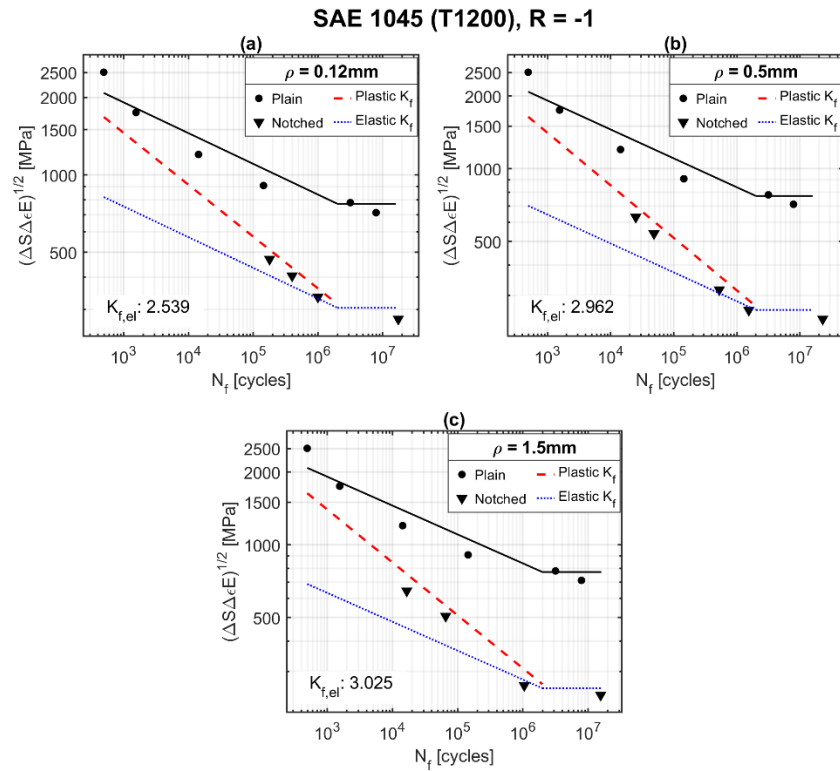 SAE 1045 (T1200), R = -1
(a)
ρ = 0.12mm
Plain
Plastic K_f
Notched
Elastic K_f
2500
2000
1500
1000
500
(ΔSΔϵE)^{1/2} [MPa]
K_{f,el}: 2.539
10^3
10^4
10^5
10^6
10^7
N_f [cycles]
(b)
ρ = 0.5mm
Plain
Plastic K_f
Notched
Elastic K_f
2500
2000
1500
1000
500
(ΔSΔϵE)^{1/2} [MPa]
K_{f,el}: 2.962
10^3
10^4
10^5
10^6
10^7
N_f [cycles]
(c)
ρ = 1.5mm
Plain
Plastic K_f
Notched
Elastic K_f
2500
2000
1500
1000
500
(ΔSΔϵE)^{1/2} [MPa]
K_{f,el}: 3.025
10^3
10^4
10^5
10^6
10^7
N_f [cycles]